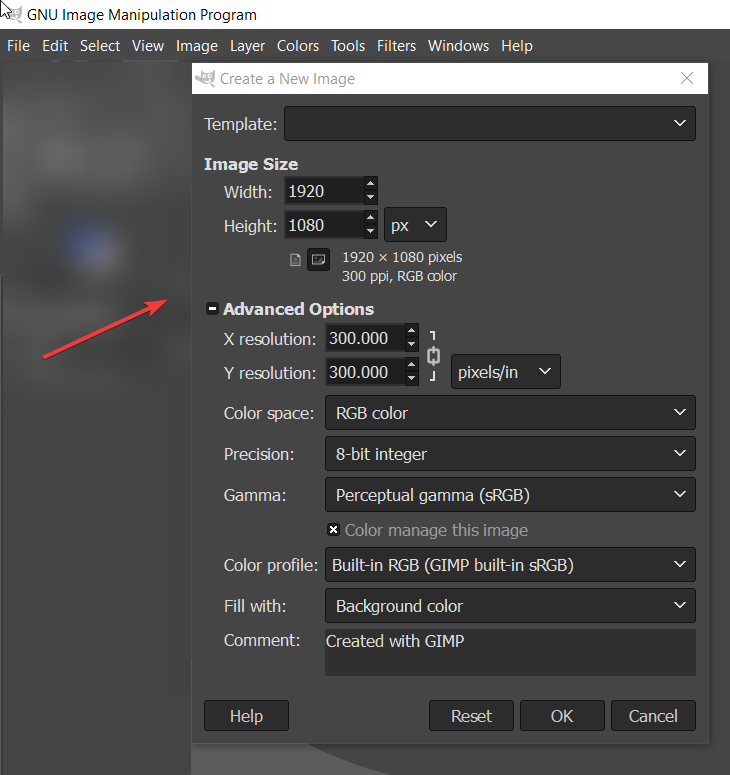 GNU Image Manipulation Program
File Edit Select View Image Layer Colors Tools Filters Windows Help
Create a New Image
Template:
Image Size
Width: 1920
Height: 1080 px
1920 × 1080 pixels
300 ppi, RGB color
Advanced Options
X resolution: 300.000
Y resolution: 300.000 pixels/in
Color space: RGB color
Precision: 8-bit integer
Gamma: Perceptual gamma (sRGB)
Color manage this image
Color profile: Built-in RGB (GIMP built-in sRGB)
Fill with: Background color
Comment: Created with GIMP
Help Reset OK Cancel